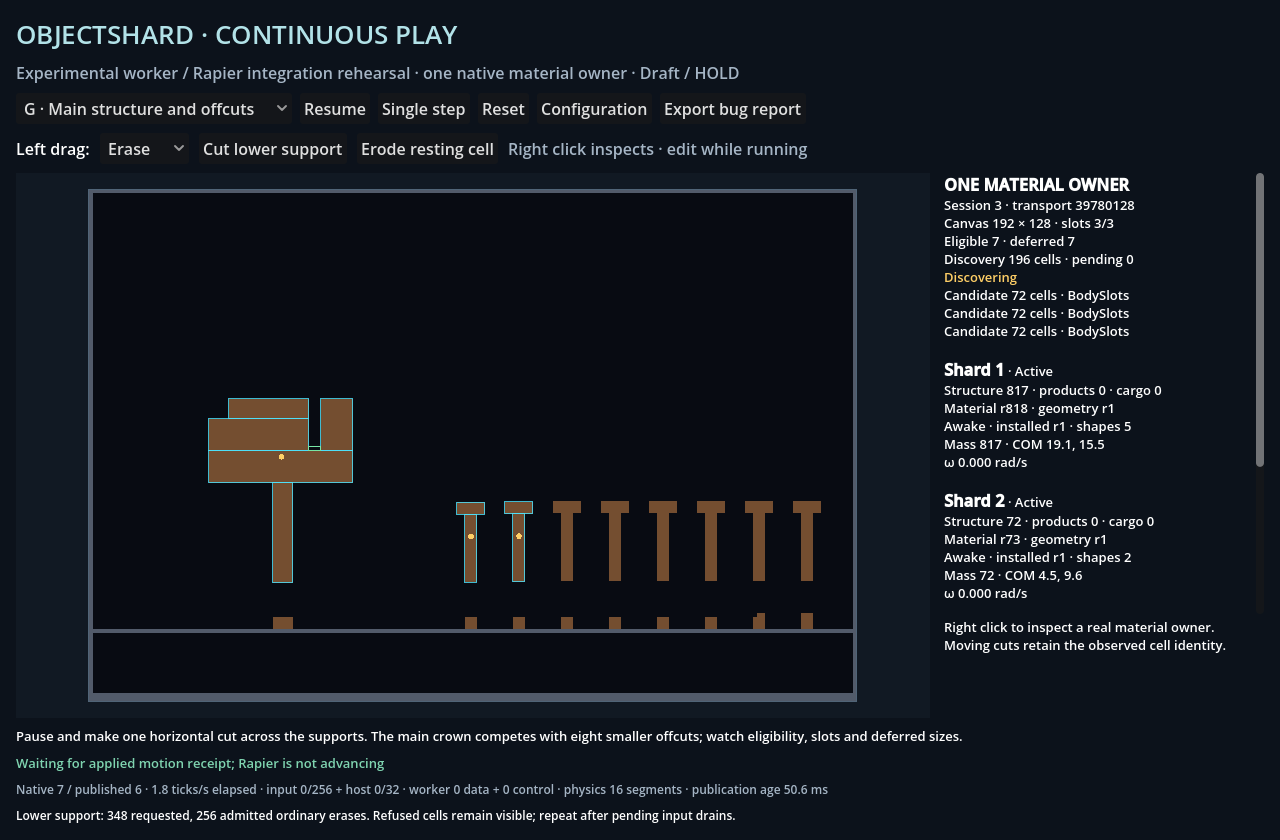 OBJECTSHARD · CONTINUOUS PLAY
Experimental worker / Rapier integration rehearsal · one native material owner · Draft / HOLD
G · Main structure and offcuts Resume Single step Reset Configuration Export bug report
Left drag: Erase Cut lower support Erode resting cell Right click inspects · edit while running
ONE MATERIAL OWNER
Session 3 · transport 39780128
Canvas 192 × 128 · slots 3/3
Eligible 7 · deferred 7
Discovery 196 cells · pending 0
Discovering
Candidate 72 cells · BodySlots
Candidate 72 cells · BodySlots
Candidate 72 cells · BodySlots
Shard 1 · Active
Structure 817 · products 0 · cargo 0
Material r818 · geometry r1
Awake · installed r1 · shapes 5
Mass 817 · COM 19.1, 15.5
ω 0.000 rad/s
Shard 2 · Active
Structure 72 · products 0 · cargo 0
Material r73 · geometry r1
Awake · installed r1 · shapes 2
Mass 72 · COM 4.5, 9.6
ω 0.000 rad/s
Right click to inspect a real material owner.
Moving cuts retain the observed cell identity.
Pause and make one horizontal cut across the supports. The main crown competes with eight smaller offcuts; watch eligibility, slots and deferred sizes.
Waiting for applied motion receipt; Rapier is not advancing
Native 7 / published 6 · 1.8 ticks/s elapsed · input 0/256 + host 0/32 · worker 0 data + 0 control · physics 16 segments · publication age 50.6 ms
Lower support: 348 requested, 256 admitted ordinary erases. Refused cells remain visible; repeat after pending input drains.